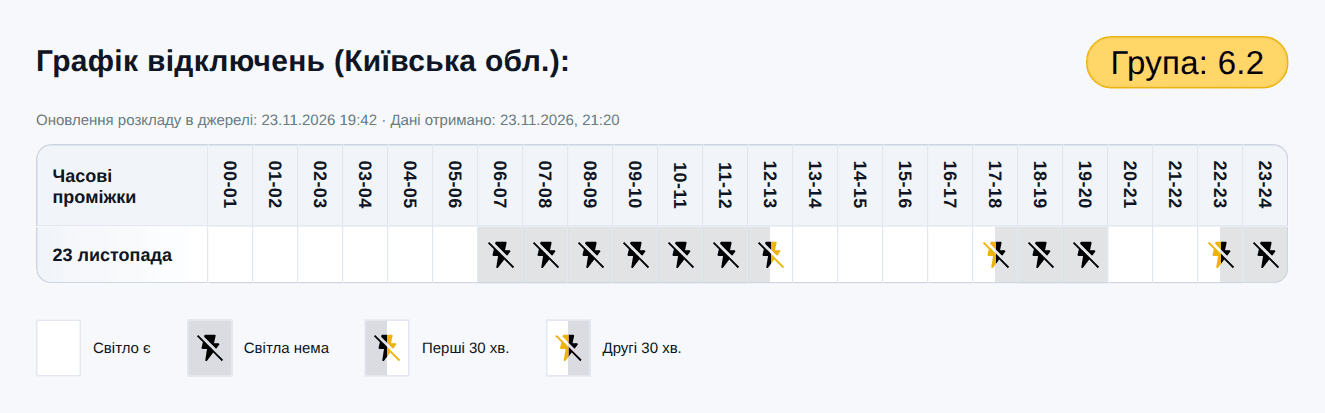 Графік відключень (Київська обл.):
Група: 6.2
Оновлення розкладу в джерелі: 23.11.2026 19:42 · Дані отримано: 23.11.2026, 21:20
Часові
проміжки
00-01
01-02
02-03
03-04
04-05
05-06
06-07
07-08
08-09
09-10
10-11
11-12
12-13
13-14
14-15
15-16
16-17
17-18
18-19
19-20
20-21
21-22
22-23
23-24
23 листопада
Світло є
Світла нема
Перші 30 хв.
Другі 30 хв.